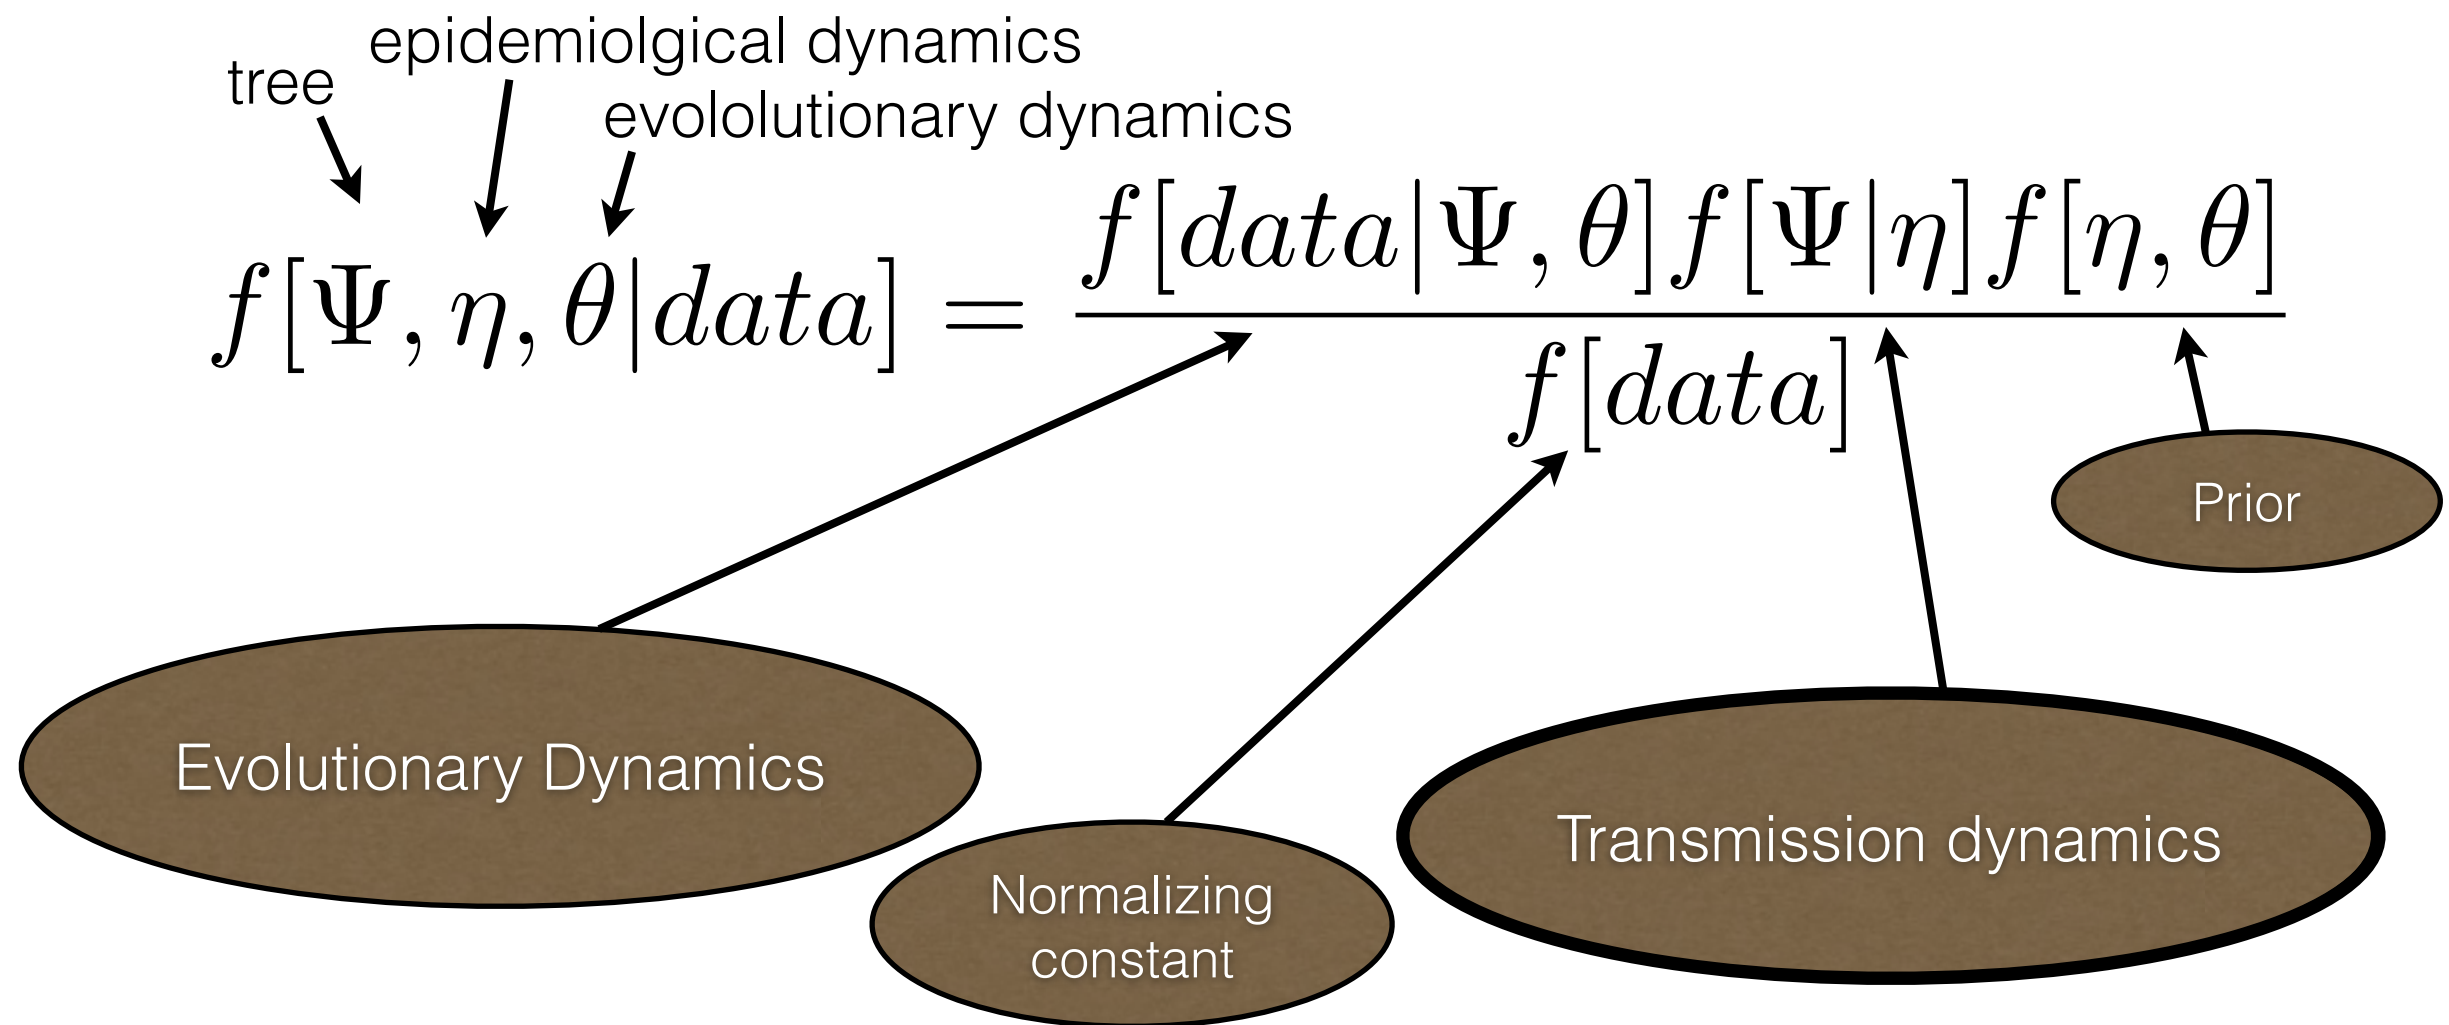 epidemiolgical dynamics
tree
evololutionary dynamics
f[Ψ, η, θ|data] = f[data|Ψ, θ]f[Ψ|η]f[η, θ]
f[data]
Prior
Evolutionary Dynamics
Transmission dynamics
Normalizing
constant